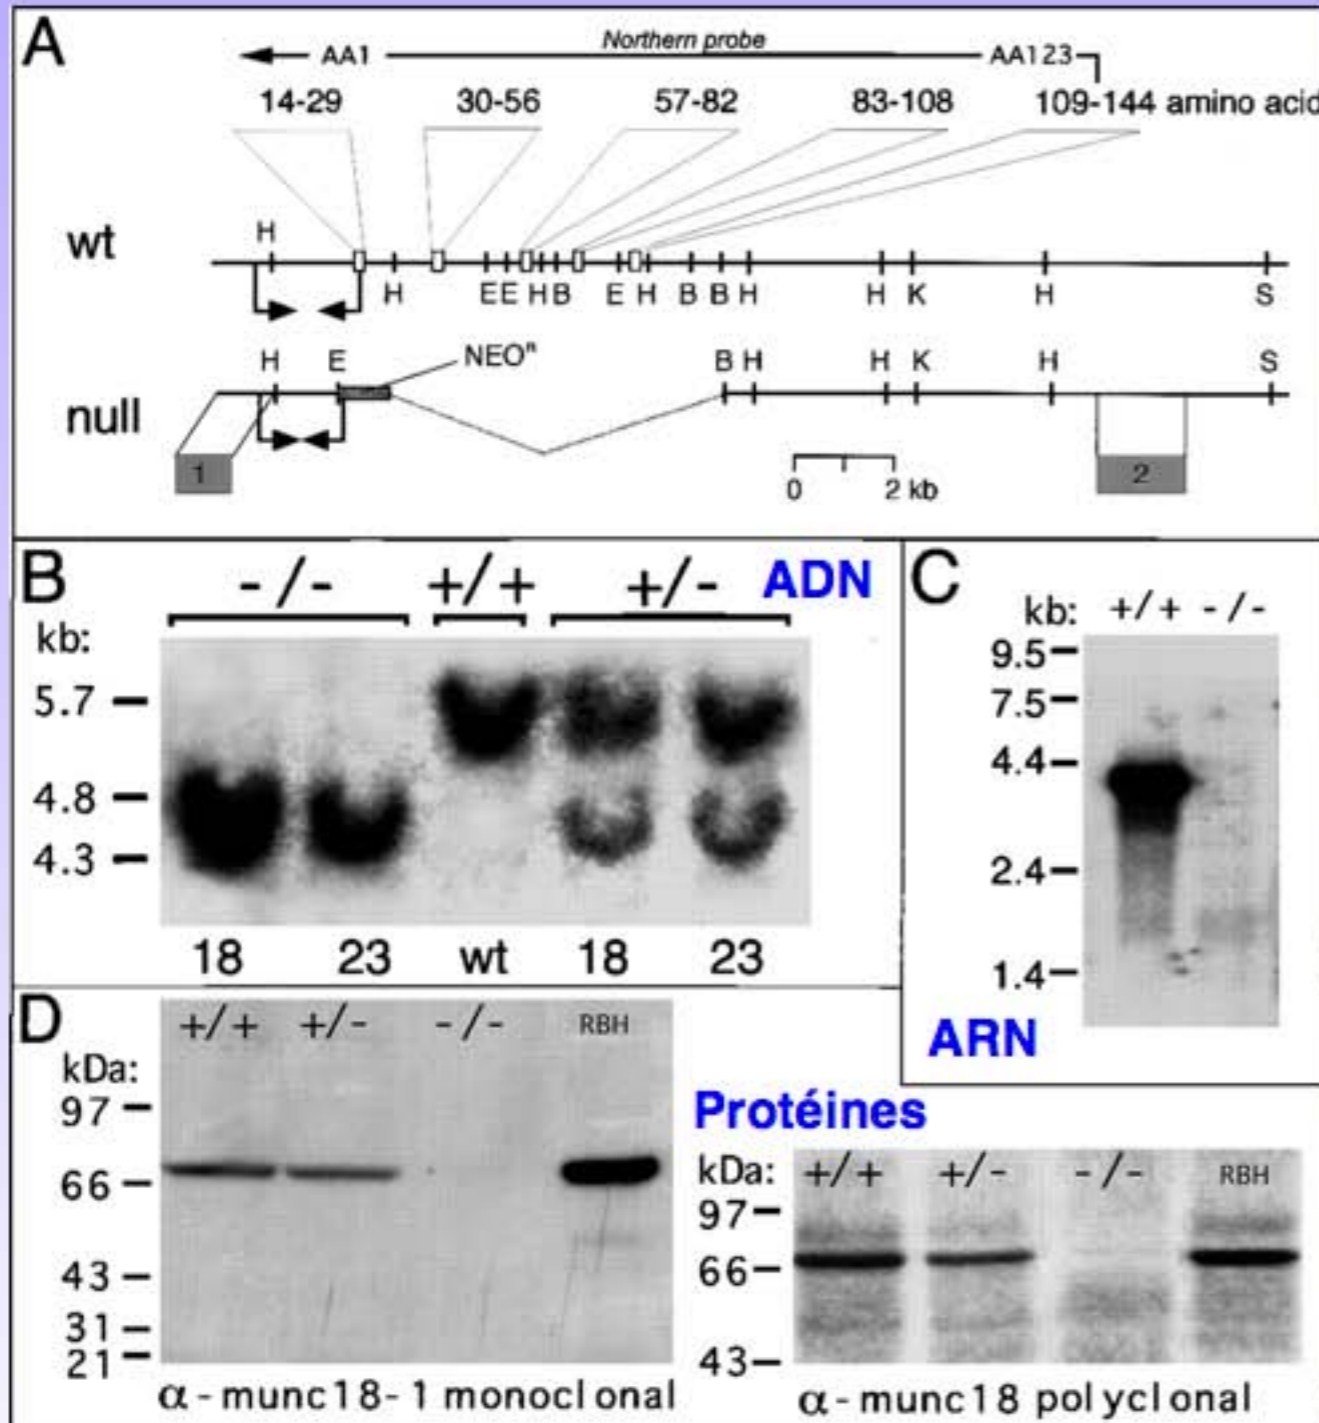 A
AA1 Northern probe AA123
14-29 30-56 57-82 83-108 109-144 amino acid
wt
H
H EE H B E H B B H H K H S
H E NEOᴿ B H H K H S
null
1 2
0 2 kb
B -/- +/+ +/- ADN
kb:
5.7
4.8
4.3
18 23 wt 18 23
C
kb: +/+ -/-
9.5
7.5
4.4
2.4
1.4
ARN
D
+/+ +/- -/- RBH
kDa:
97
66
43
31
21
α-munc18-1 monoclonal
Protéines
kDa: +/+ +/- -/- RBH
97
66
43
α-munc18 polyclonal